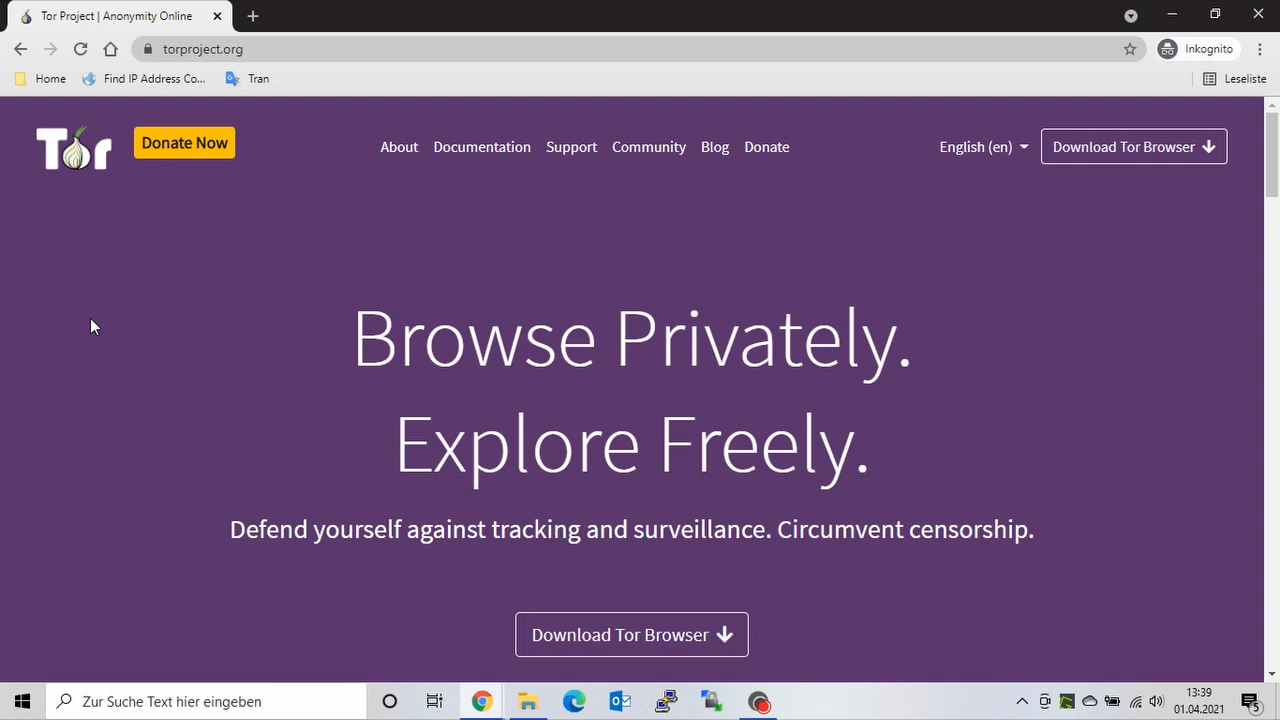 Tor Project | Anonymity Online
torproject.org
Inkognito
Home
Find IP Address Co...
Tran
Leseliste
Tor
Donate Now
About
Documentation
Support
Community
Blog
Donate
English (en)
Download Tor Browser
Browse Privately.
Explore Freely.
Defend yourself against tracking and surveillance. Circumvent censorship.
Download Tor Browser
Zur Suche Text hier eingeben
13:39
01.04.2021
5